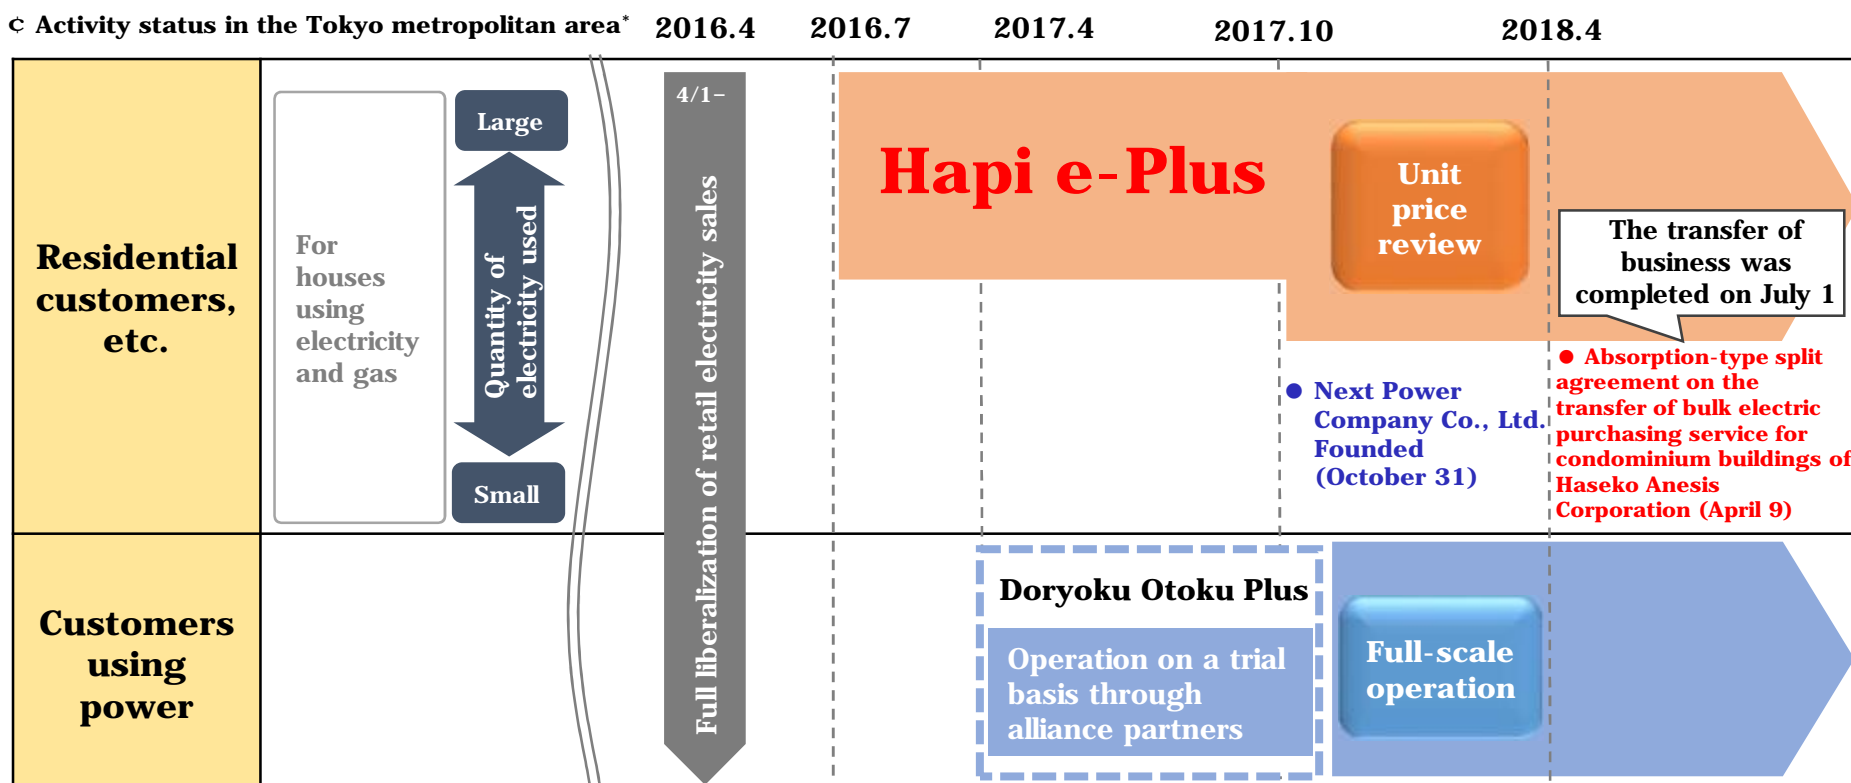 ¢ Activity status in the Tokyo metropolitan area*
2016.4
2016.7
2017.4
2017.10
2018.4
Residential
customers,
etc.
For
houses
using
electricity
and gas
Large
Quantity of
electricity used
Small
4/1–
Full liberalization of retail electricity sales
Hapi e-Plus
Unit
price
review
The transfer of
business was
completed on July 1
● Next Power
Company Co., Ltd.
Founded
(October 31)
● Absorption-type split
agreement on the
transfer of bulk electric
purchasing service for
condominium buildings of
Haseko Anesis
Corporation (April 9)
Customers
using
power
Doryoku Otoku Plus
Operation on a trial
basis through
alliance partners
Full-scale
operation